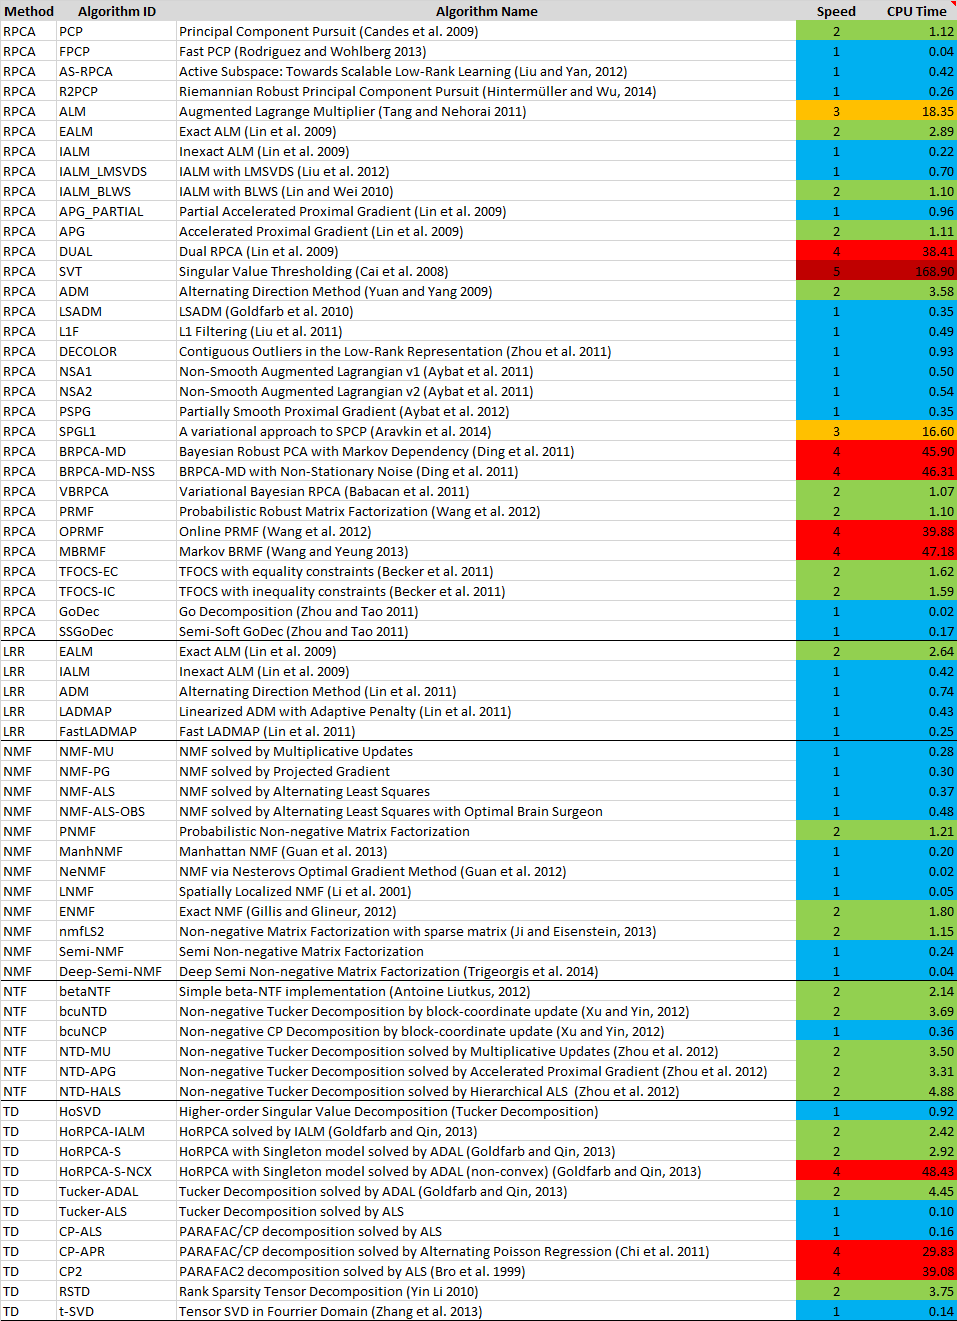 Method Algorithm ID Algorithm Name Speed CPU Time
RPCA PCP Principal Component Pursuit (Candes et al. 2009) 2 1.12
RPCA FPCP Fast PCP (Rodriguez and Wohlberg 2013) 1 0.04
RPCA AS-RPCA Active Subspace: Towards Scalable Low-Rank Learning (Liu and Yan, 2012) 1 0.42
RPCA R2PCP Riemannian Robust Principal Component Pursuit (Hintermüller and Wu, 2014) 1 0.26
RPCA ALM Augmented Lagrange Multiplier (Tang and Nehorai 2011) 3 18.35
RPCA EALM Exact ALM (Lin et al. 2009) 2 2.89
RPCA IALM Inexact ALM (Lin et al. 2009) 1 0.22
RPCA IALM_LMSVDS IALM with LMSVDS (Liu et al. 2012) 1 0.70
RPCA IALM_BLWS IALM with BLWS (Lin and Wei 2010) 2 1.10
RPCA APG_PARTIAL Partial Accelerated Proximal Gradient (Lin et al. 2009) 1 0.96
RPCA APG Accelerated Proximal Gradient (Lin et al. 2009) 2 1.11
RPCA DUAL Dual RPCA (Lin et al. 2009) 4 38.41
RPCA SVT Singular Value Thresholding (Cai et al. 2008) 5 168.90
RPCA ADM Alternating Direction Method (Yuan and Yang 2009) 2 3.58
RPCA LSADM LSADM (Goldfarb et al. 2010) 1 0.35
RPCA L1F L1 Filtering (Liu et al. 2011) 1 0.49
RPCA DECOLOR Contiguous Outliers in the Low-Rank Representation (Zhou et al. 2011) 1 0.93
RPCA NSA1 Non-Smooth Augmented Lagrangian v1 (Aybat et al. 2011) 1 0.50
RPCA NSA2 Non-Smooth Augmented Lagrangian v2 (Aybat et al. 2011) 1 0.54
RPCA PSPG Partially Smooth Proximal Gradient (Aybat et al. 2012) 1 0.35
RPCA SPGL1 A variational approach to SPCP (Aravkin et al. 2014) 3 16.60
RPCA BRPCA-MD Bayesian Robust PCA with Markov Dependency (Ding et al. 2011) 4 45.90
RPCA BRPCA-MD-NSS BRPCA-MD with Non-Stationary Noise (Ding et al. 2011) 4 46.31
RPCA VBRPCA Variational Bayesian RPCA (Babacan et al. 2011) 2 1.07
RPCA PRMF Probabilistic Robust Matrix Factorization (Wang et al. 2012) 2 1.10
RPCA OPRMF Online PRMF (Wang et al. 2012) 4 39.88
RPCA MBRMF Markov BRMF (Wang and Yeung 2013) 4 47.18
RPCA TFOCS-EC TFOCS with equality constraints (Becker et al. 2011) 2 1.62
RPCA TFOCS-IC TFOCS with inequality constraints (Becker et al. 2011) 2 1.59
RPCA GoDec Go Decomposition (Zhou and Tao 2011) 1 0.02
RPCA SSGoDec Semi-Soft GoDec (Zhou and Tao 2011) 1 0.17
LRR EALM Exact ALM (Lin et al. 2009) 2 2.64
LRR IALM Inexact ALM (Lin et al. 2009) 1 0.42
LRR ADM Alternating Direction Method (Lin et al. 2011) 1 0.74
LRR LADMAP Linearized ADM with Adaptive Penalty (Lin et al. 2011) 1 0.43
LRR FastLADMAP Fast LADMAP (Lin et al. 2011) 1 0.25
NMF NMF-MU NMF solved by Multiplicative Updates 1 0.28
NMF NMF-PG NMF solved by Projected Gradient 1 0.30
NMF NMF-ALS NMF solved by Alternating Least Squares 1 0.37
NMF NMF-ALS-OBS NMF solved by Alternating Least Squares with Optimal Brain Surgeon 1 0.48
NMF PNMF Probabilistic Non-negative Matrix Factorization 2 1.21
NMF ManhNMF Manhattan NMF (Guan et al. 2013) 1 0.20
NMF NeNMF NMF via Nesterovs Optimal Gradient Method (Guan et al. 2012) 1 0.02
NMF LNMF Spatially Localized NMF (Li et al. 2001) 1 0.05
NMF ENMF Exact NMF (Gillis and Glineur, 2012) 2 1.80
NMF nmfLS2 Non-negative Matrix Factorization with sparse matrix (Ji and Eisenstein, 2013) 2 1.15
NMF Semi-NMF Semi Non-negative Matrix Factorization 1 0.24
NMF Deep-Semi-NMF Deep Semi Non-negative Matrix Factorization (Trigeorgis et al. 2014) 1 0.04
NTF betaNTF Simple beta-NTF implementation (Antoine Liutkus, 2012) 2 2.14
NTF bcuNTD Non-negative Tucker Decomposition by block-coordinate update (Xu and Yin, 2012) 2 3.69
NTF bcuNCP Non-negative CP Decomposition by block-coordinate update (Xu and Yin, 2012) 1 0.36
NTF NTD-MU Non-negative Tucker Decomposition solved by Multiplicative Updates (Zhou et al. 2012) 2 3.50
NTF NTD-APG Non-negative Tucker Decomposition solved by Accelerated Proximal Gradient (Zhou et al. 2012) 2 3.31
NTF NTD-HALS Non-negative Tucker Decomposition solved by Hierarchical ALS (Zhou et al. 2012) 2 4.88
TD HoSVD Higher-order Singular Value Decomposition (Tucker Decomposition) 1 0.92
TD HoRPCA-IALM HoRPCA solved by IALM (Goldfarb and Qin, 2013) 2 2.42
TD HoRPCA-S HoRPCA with Singleton model solved by ADAL (Goldfarb and Qin, 2013) 2 2.92
TD HoRPCA-S-NCX HoRPCA with Singleton model solved by ADAL (non-convex) (Goldfarb and Qin, 2013) 4 48.43
TD Tucker-ADAL Tucker Decomposition solved by ADAL (Goldfarb and Qin, 2013) 2 4.45
TD Tucker-ALS Tucker Decomposition solved by ALS 1 0.10
TD CP-ALS PARAFAC/CP decomposition solved by ALS 1 0.16
TD CP-APR PARAFAC/CP decomposition solved by Alternating Poisson Regression (Chi et al. 2011) 4 29.83
TD CP2 PARAFAC2 decomposition solved by ALS (Bro et al. 1999) 4 39.08
TD RSTD Rank Sparsity Tensor Decomposition (Yin Li 2010) 2 3.75
TD t-SVD Tensor SVD in Fourrier Domain (Zhang et al. 2013) 1 0.14